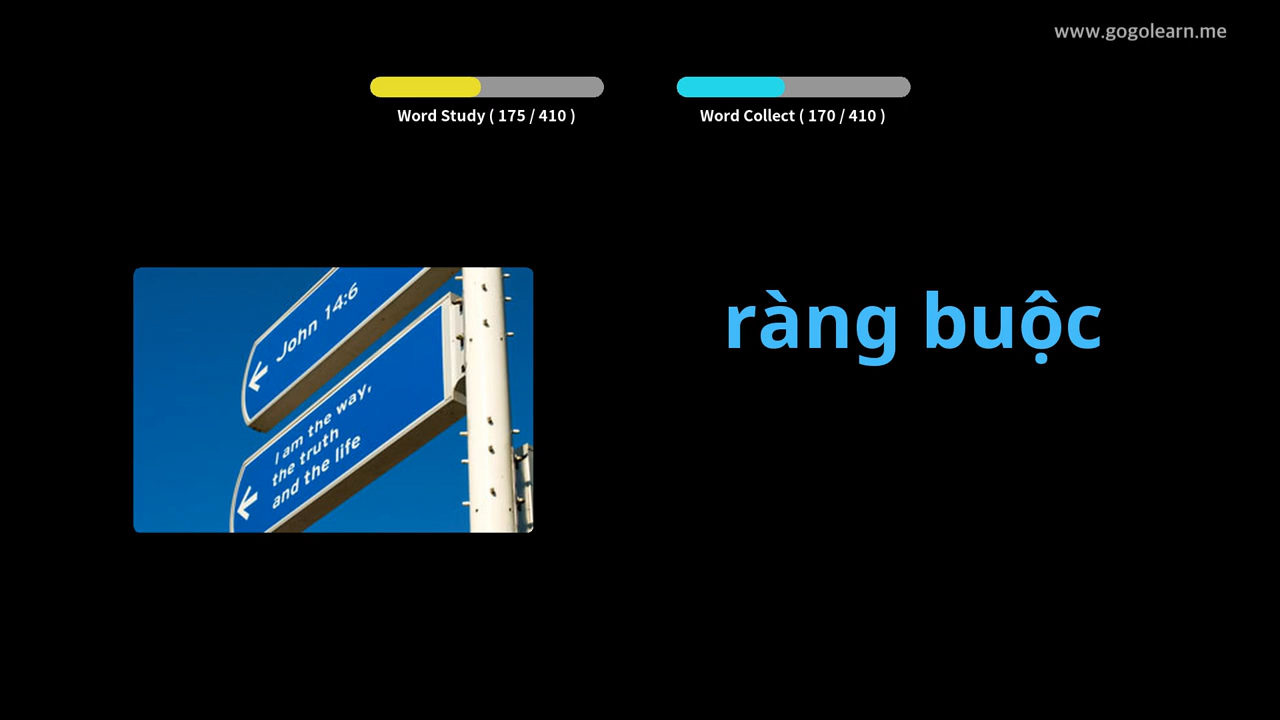 www.gogolearn.me
Word Study ( 175 / 410 )
Word Collect ( 170 / 410 )
John 14:6
I am the way,
the truth
and the life
ràng buộc